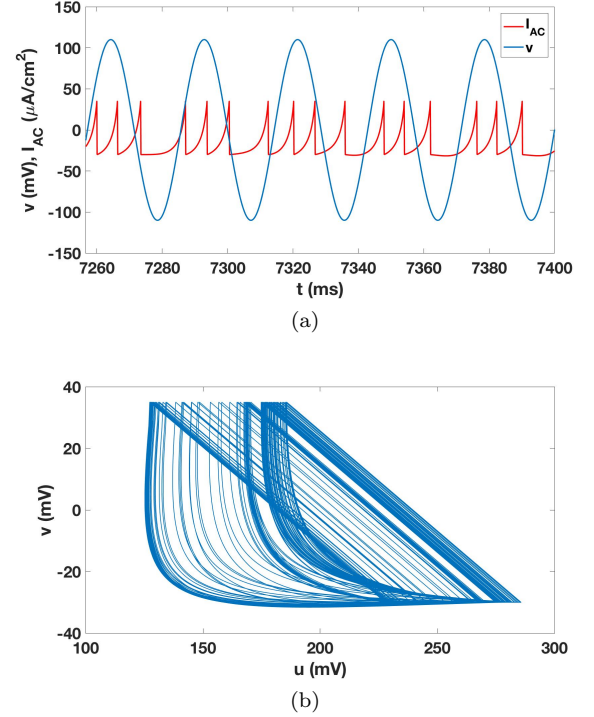 150
100
50
0
-50
-100
-150
v (mV), I_AC (μA/cm²)
I_AC
v
7260 7280 7300 7320 7340 7360 7380 7400
t (ms)
(a)
40
20
0
-20
-40
v (mV)
100 150 200 250 300
u (mV)
(b)